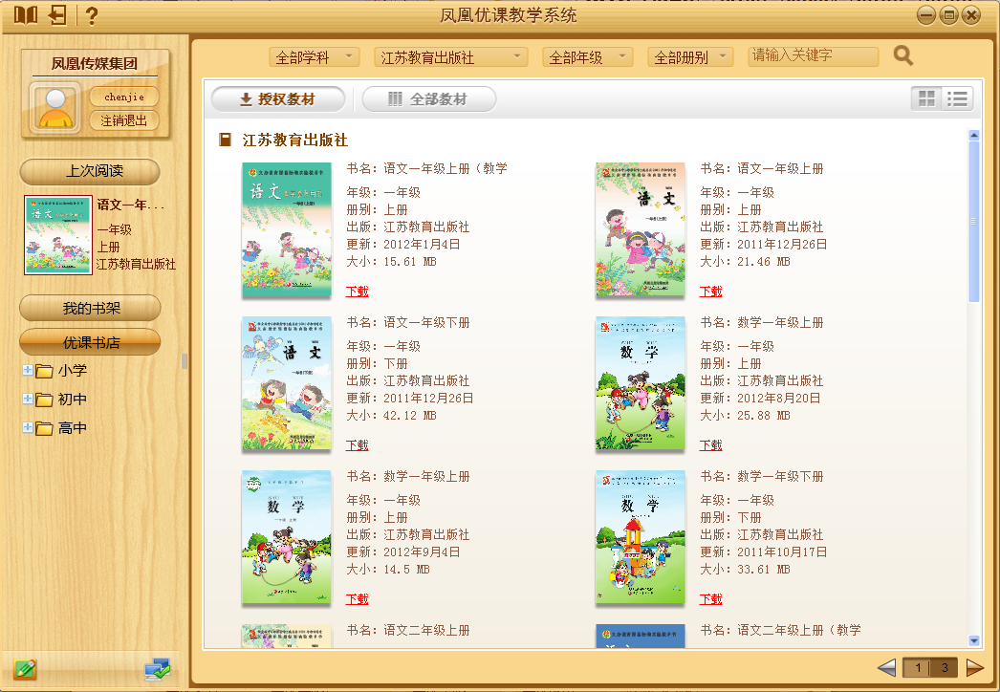 凤凰优课教学系统
?
凤凰传媒集团
chenjie
注销退出
上次阅读
语文一年...
一年级
上册
江苏教育出版社
我的书架
优课书店
小学
初中
高中
全部学科
江苏教育出版社
全部年级
全部册别
请输入关键字
授权教材
全部教材
江苏教育出版社
语文
书名: 语文一年级上册（教学
年级: 一年级
册别: 上册
出版: 江苏教育出版社
更新: 2012年1月4日
大小: 15.61 MB
下载
语文
书名: 语文一年级上册
年级: 一年级
册别: 上册
出版: 江苏教育出版社
更新: 2011年12月26日
大小: 21.46 MB
下载
语文
书名: 语文一年级下册
年级: 一年级
册别: 下册
出版: 江苏教育出版社
更新: 2011年12月26日
大小: 42.12 MB
下载
数学
书名: 数学一年级上册
年级: 一年级
册别: 上册
出版: 江苏教育出版社
更新: 2012年8月20日
大小: 25.88 MB
下载
数学
书名: 数学一年级上册
年级: 一年级
册别: 上册
出版: 江苏教育出版社
更新: 2012年9月4日
大小: 14.5 MB
下载
数学
书名: 数学一年级下册
年级: 一年级
册别: 下册
出版: 江苏教育出版社
更新: 2011年10月17日
大小: 33.61 MB
下载
书名: 语文二年级上册
书名: 语文二年级上册（教学
1 3